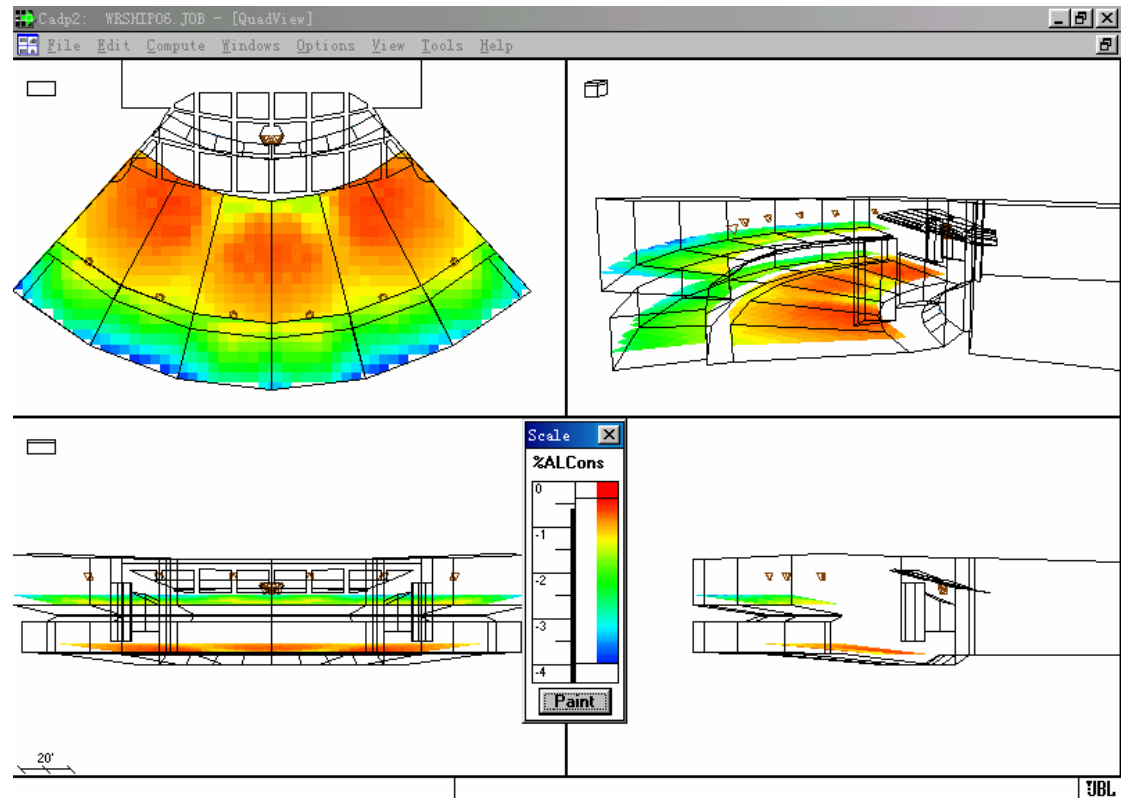 Cadp2: WRSHIP06.JOB - [QuadView]
File Edit Compute Windows Options View Tools Help
Scale
%ALCons
0
-1
-2
-3
-4
Paint
20'
JBL